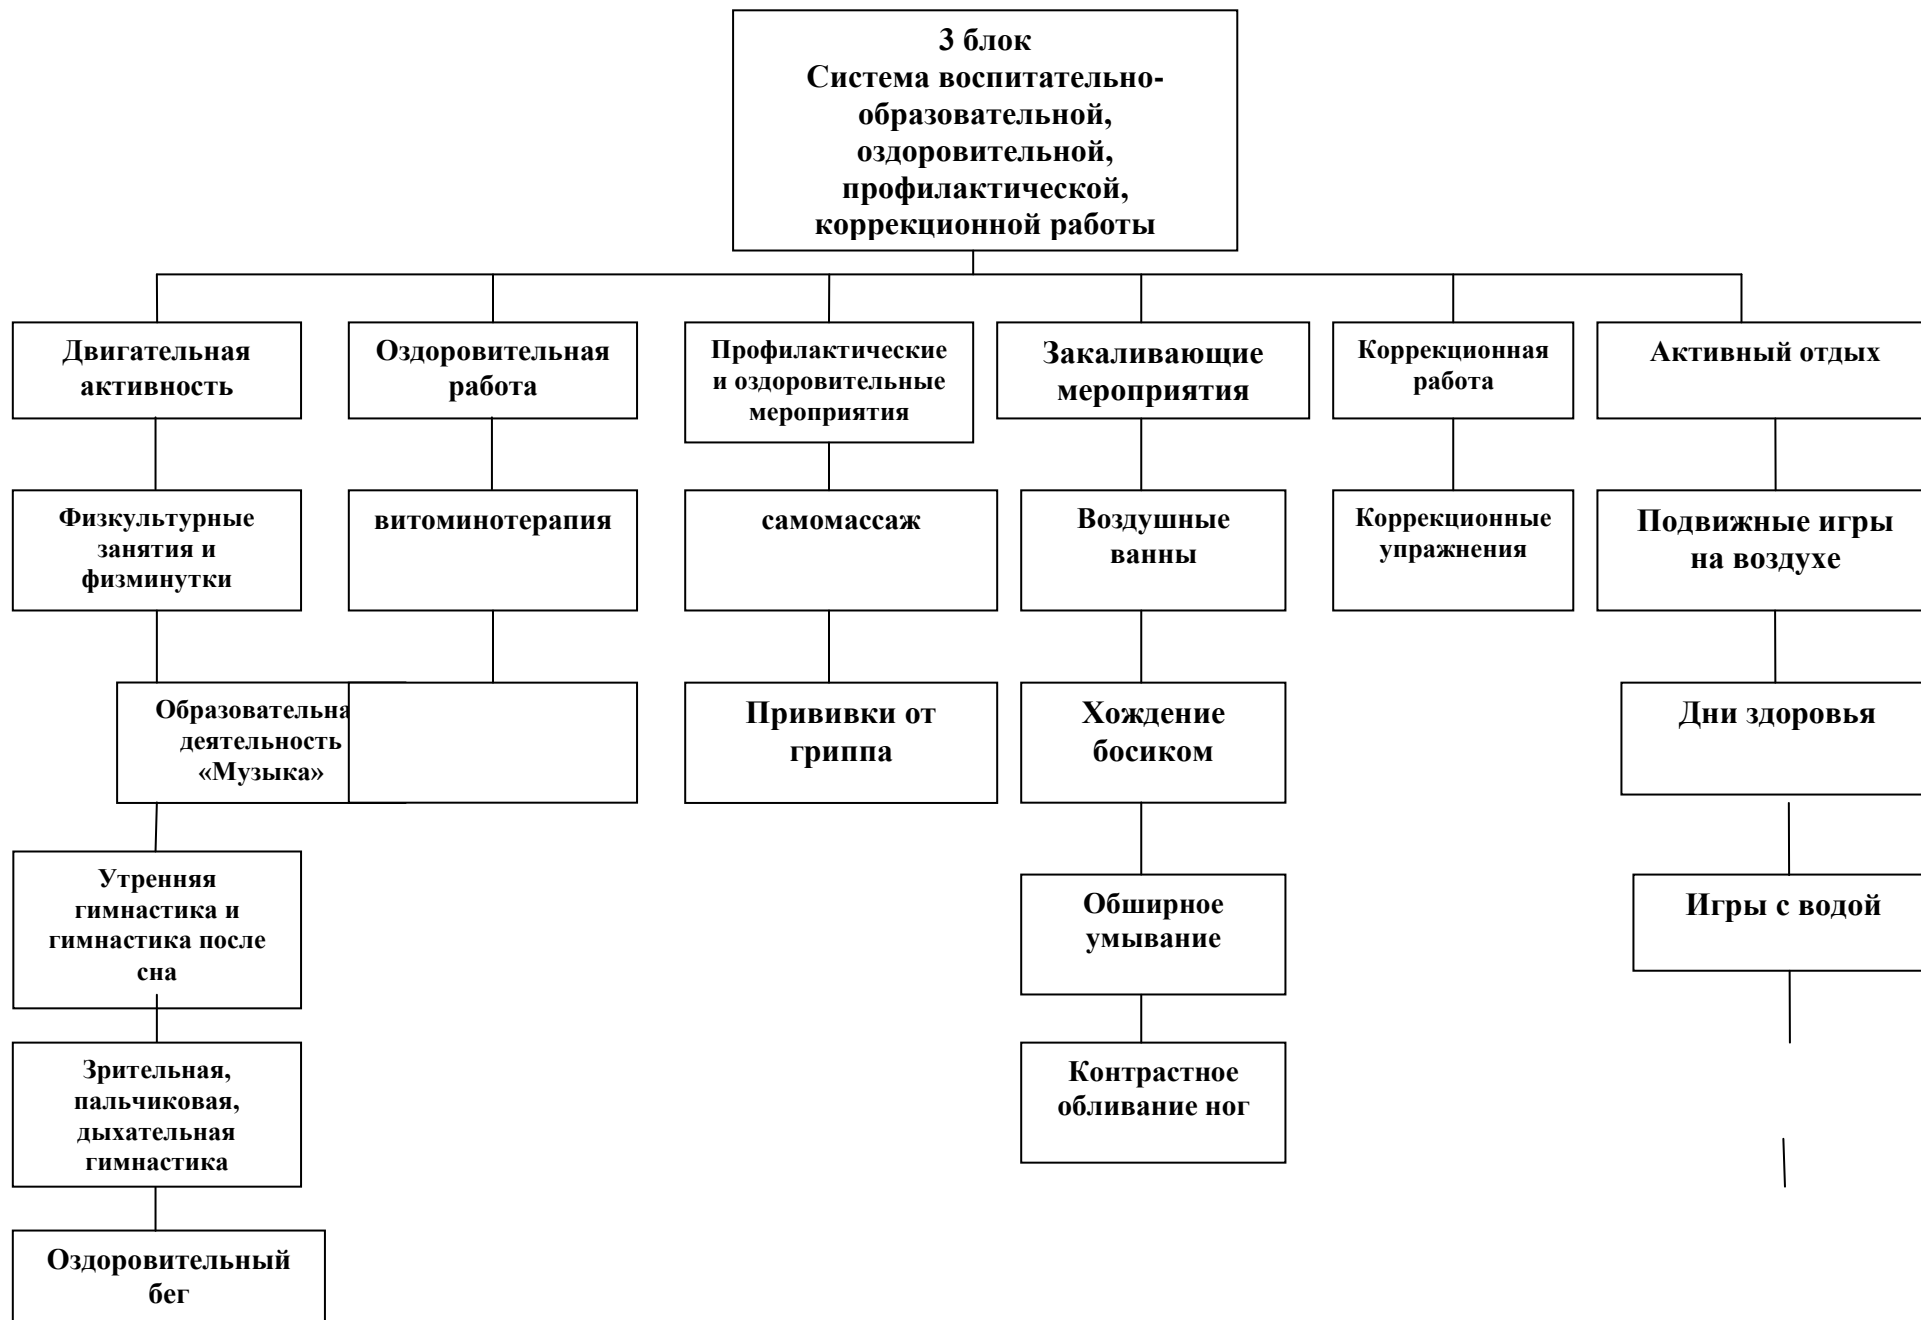 3 блок
Система воспитательно-
образовательной,
оздоровительной,
профилактической,
коррекционной работы
Двигательная
активность
Оздоровительная
работа
Профилактические
и оздоровительные
мероприятия
Закаливающие
мероприятия
Коррекционная
работа
Активный отдых
Физкультурные
занятия и
физминутки
витоминотерапия
самомассаж
Воздушные
ванны
Коррекционные
упражнения
Подвижные игры
на воздухе
Образовательна
деятельность
«Музыка»
Прививки от
гриппа
Хождение
босиком
Дни здоровья
Утренняя
гимнастика и
гимнастика после
сна
Обширное
умывание
Игры с водой
Зрительная,
пальчиковая,
дыхательная
гимнастика
Контрастное
обливание ног
Оздоровительный
бег